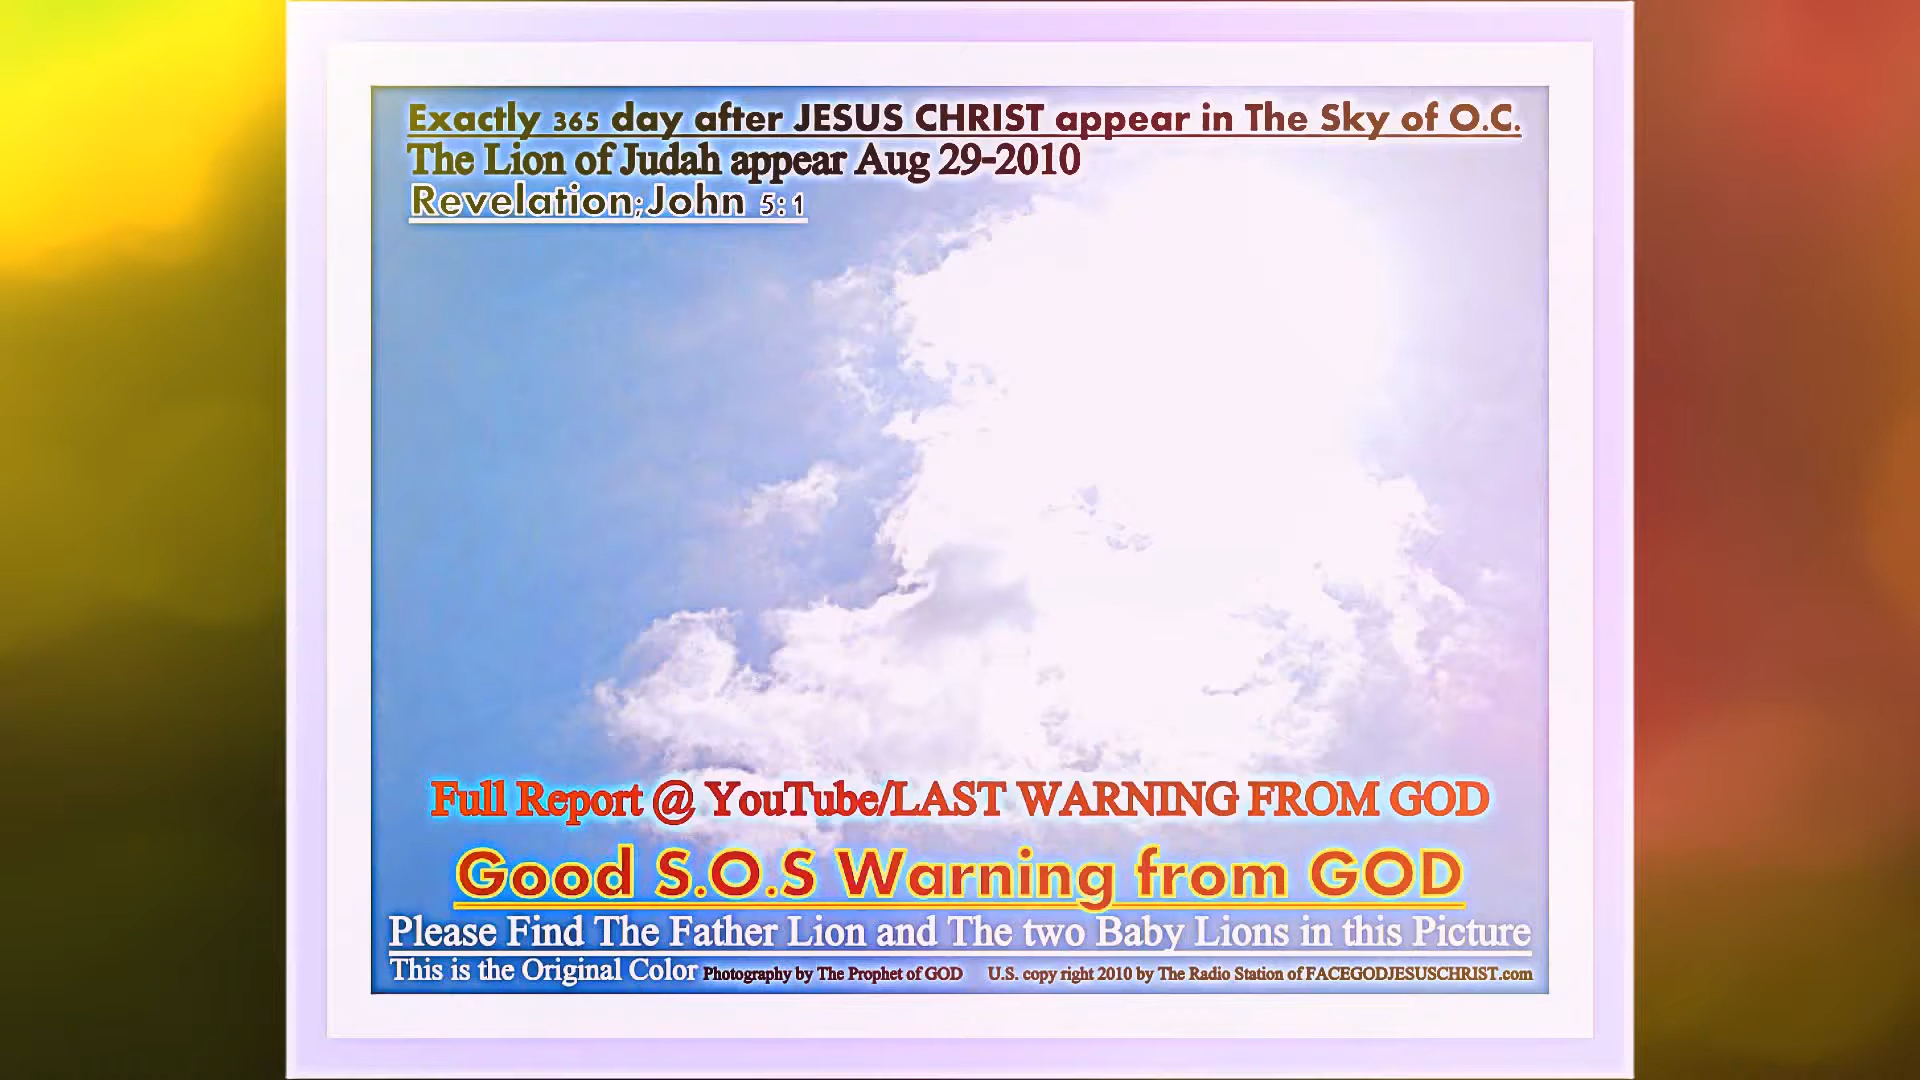 Exactly 365 day after JESUS CHRIST appear in The Sky of O.C.
The Lion of Judah appear Aug 29-2010
Revelation;John 5:1
Full Report @ YouTube/LAST WARNING FROM GOD
Good S.O.S Warning from GOD
Please Find The Father Lion and The two Baby Lions in this Picture
This is the Original Color Photography by The Prophet of GOD U.S. copy right 2010 by The Radio Station of FACEGODJESUSCHRIST.com